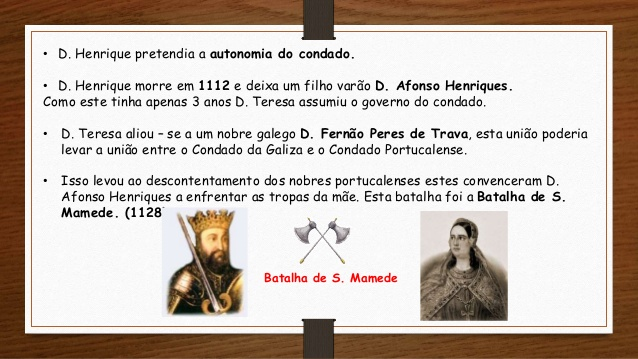 • D. Henrique pretendia a autonomia do condado.
• D. Henrique morre em 1112 e deixa um filho varão D. Afonso Henriques.
Como este tinha apenas 3 anos D. Teresa assumiu o governo do condado.
• D. Teresa aliou – se a um nobre galego D. Fernão Peres de Trava, esta união poderia
levar a união entre o Condado da Galiza e o Condado Portucalense.
• Isso levou ao descontentamento dos nobres portucalenses estes convenceram D.
Afonso Henriques a enfrentar as tropas da mãe. Esta batalha foi a Batalha de S.
Mamede. (1128)
Batalha de S. Mamede